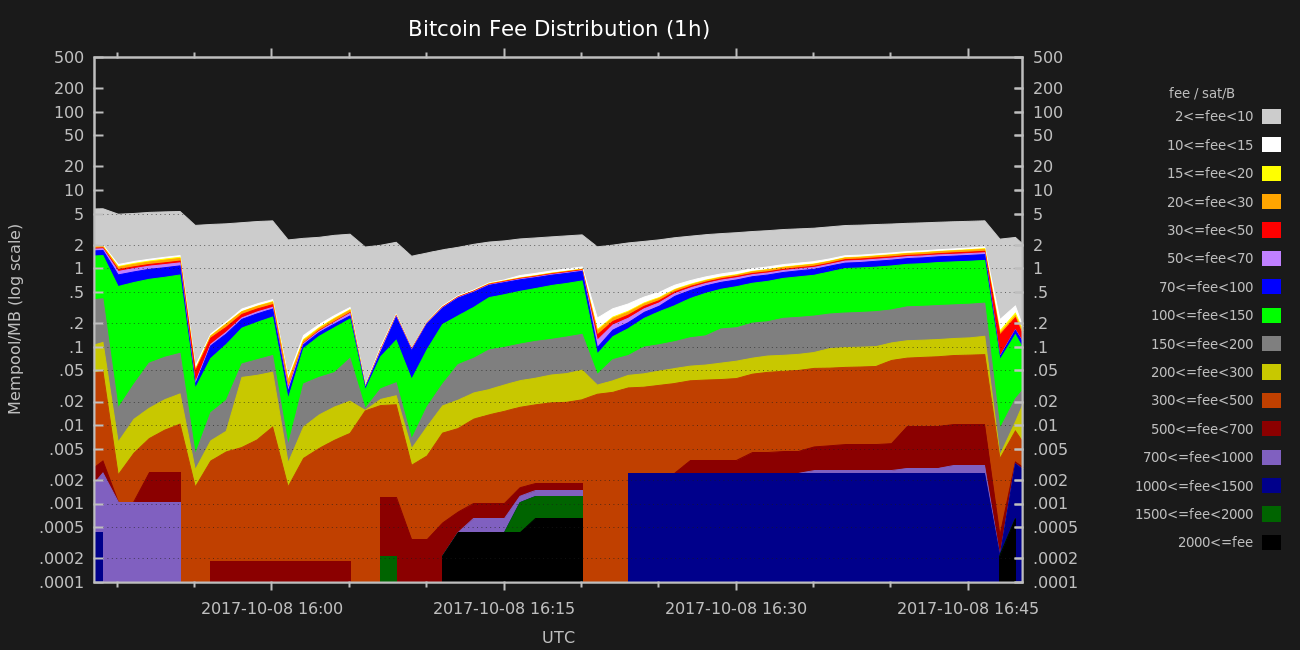 Bitcoin Fee Distribution (1h)
Mempool/MB (log scale)
500
200
100
50
20
10
5
2
1
.5
.2
.1
.05
.02
.01
.005
.002
.001
.0005
.0002
.0001
500
200
100
50
20
10
5
2
1
.5
.2
.1
.05
.02
.01
.005
.002
.001
.0005
.0002
.0001
2017-10-08 16:00
2017-10-08 16:15
2017-10-08 16:30
2017-10-08 16:45
UTC
fee / sat/B
2<=fee<10
10<=fee<15
15<=fee<20
20<=fee<30
30<=fee<50
50<=fee<70
70<=fee<100
100<=fee<150
150<=fee<200
200<=fee<300
300<=fee<500
500<=fee<700
700<=fee<1000
1000<=fee<1500
1500<=fee<2000
2000<=fee